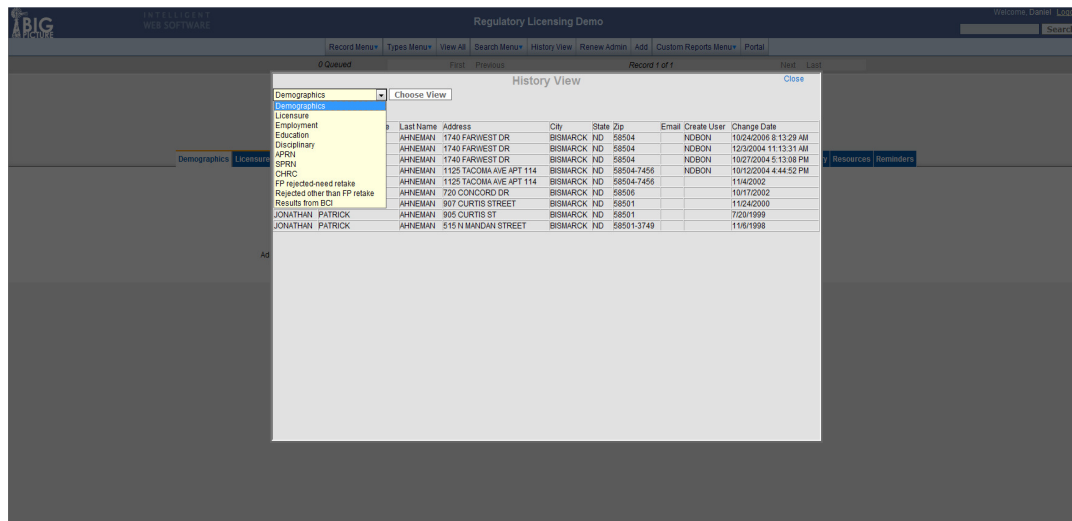 BIG
PICTURE
INTELLIGENT
WEB SOFTWARE
Regulatory Licensing Demo
Welcome, Daniel
Search
Record Menu Types Menu View All Search Menu History View Renew Admin Add Custom Reports Menu Portal
0 Queued First Previous Record 1 of 1 Next Last
History View Close
Demographics Choose View
Demographics
Licensure
Employment
Education
Disciplinary
APRN
SPRN
CHRC
FP rejected-need retake
Rejected other than FP retake
Results from BCI
Last Name Address City State Zip Email Create User Change Date
AHNEMAN 1740 FARWEST DR BISMARCK ND 58504 NDBON 10/24/2006 8:13:29 AM
AHNEMAN 1740 FARWEST DR BISMARCK ND 58504 NDBON 12/3/2004 11:13:31 AM
AHNEMAN 1740 FARWEST DR BISMARCK ND 58504 NDBON 10/27/2004 5:13:08 PM
AHNEMAN 1125 TACOMA AVE APT 114 BISMARCK ND 58504-7456 NDBON 10/12/2004 4:44:52 PM
AHNEMAN 1125 TACOMA AVE APT 114 BISMARCK ND 58504-7456 11/4/2002
AHNEMAN 720 CONCORD DR BISMARCK ND 58506 10/17/2002
AHNEMAN 907 CURTIS STREET BISMARCK ND 58501 11/24/2000
JONATHAN PATRICK AHNEMAN 905 CURTIS ST BISMARCK ND 58501 7/20/1999
JONATHAN PATRICK AHNEMAN 515 N MANDAN STREET BISMARCK ND 58501-3749 11/6/1998
Demographics Licensure Resources Reminders
Ad